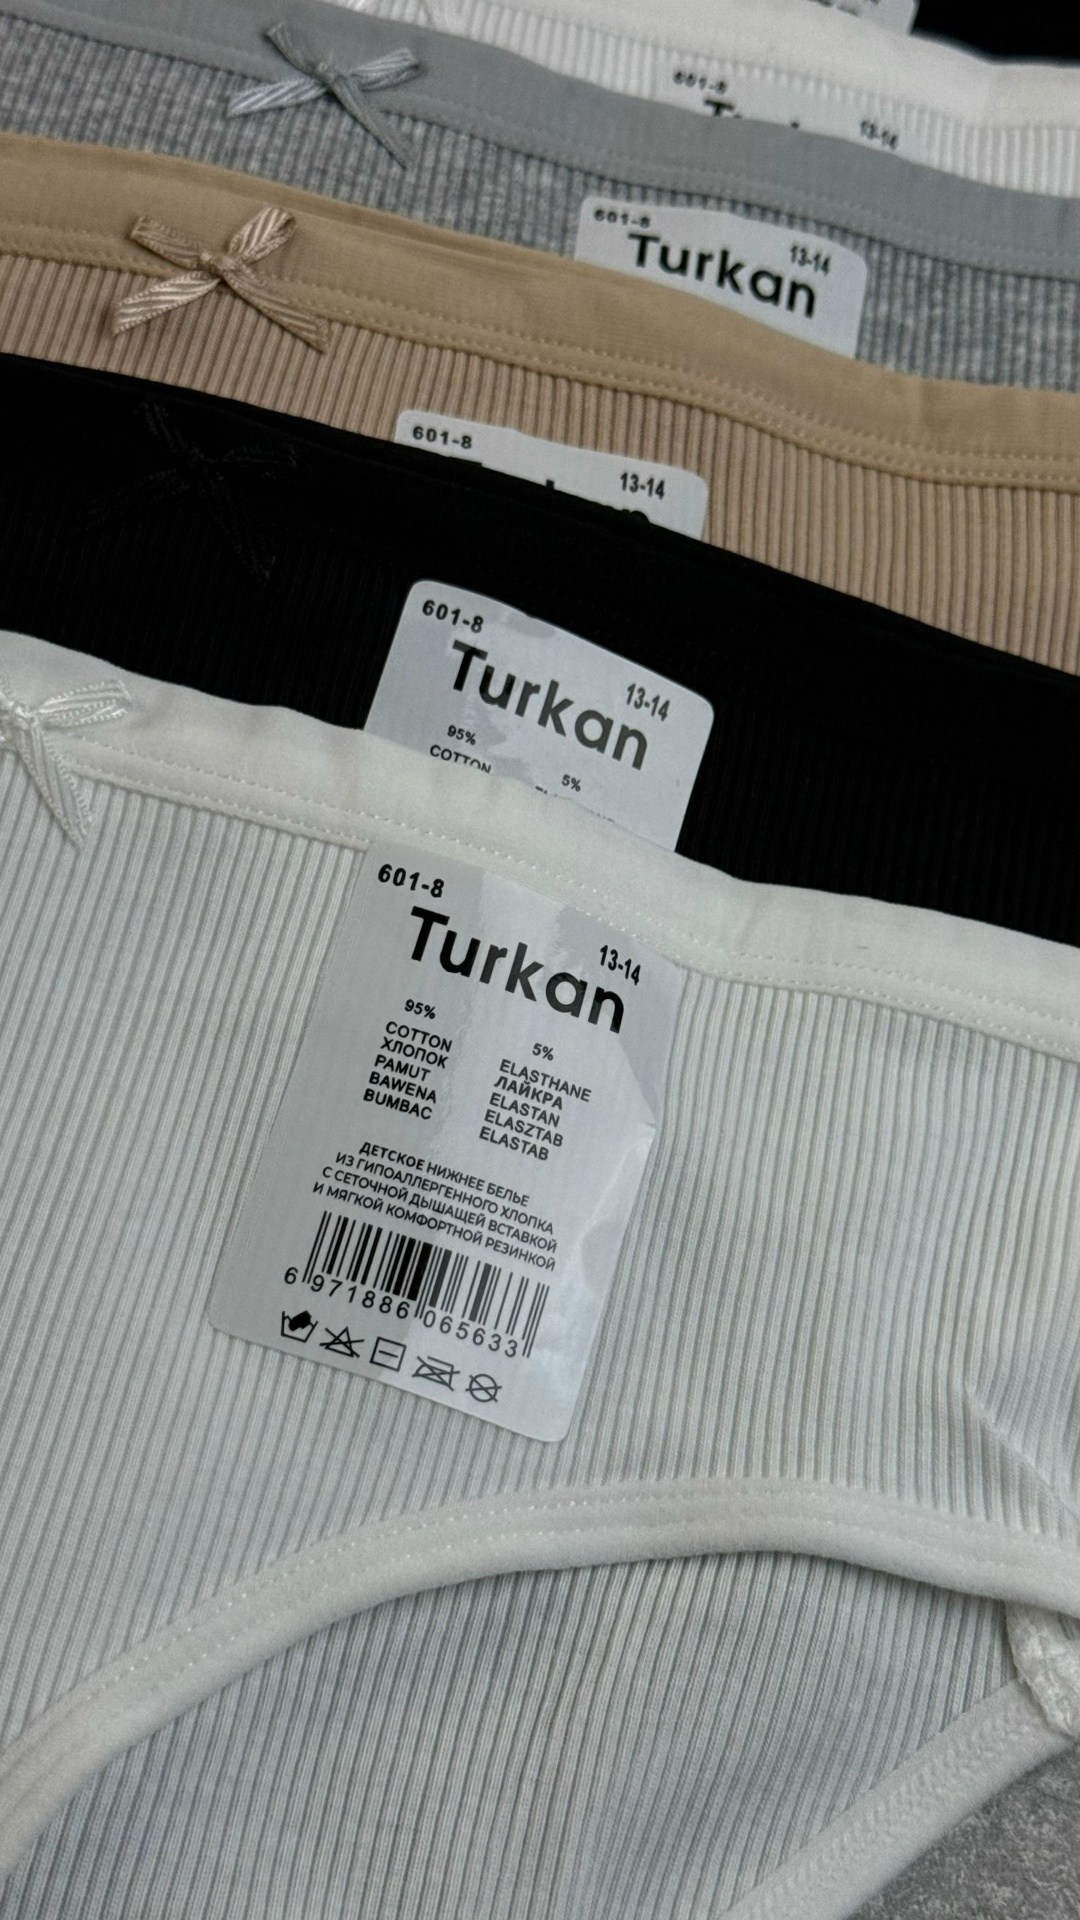 601-8
13-14
601-8
Turkan
13-14
601-8
13-14
601-8
Turkan
13-14
95%
COTTON
5%
601-8
Turkan
13-14
95%
COTTON
ХЛОПОК
PAMUT
BAWENA
BUMBAC
5%
ELASTHANE
ЛАЙКРА
ELASTAN
ELASZTAB
ELASTAB
ДЕТСКОЕ НИЖНЕЕ БЕЛЬЕ
ИЗ ГИПОАЛЛЕРГЕННОГО ХЛОПКА
С СЕТОЧНОЙ ДЫШАЩЕЙ ВСТАВКОЙ
И МЯГКОЙ КОМФОРТНОЙ РЕЗИНКОЙ
6 971886 065633